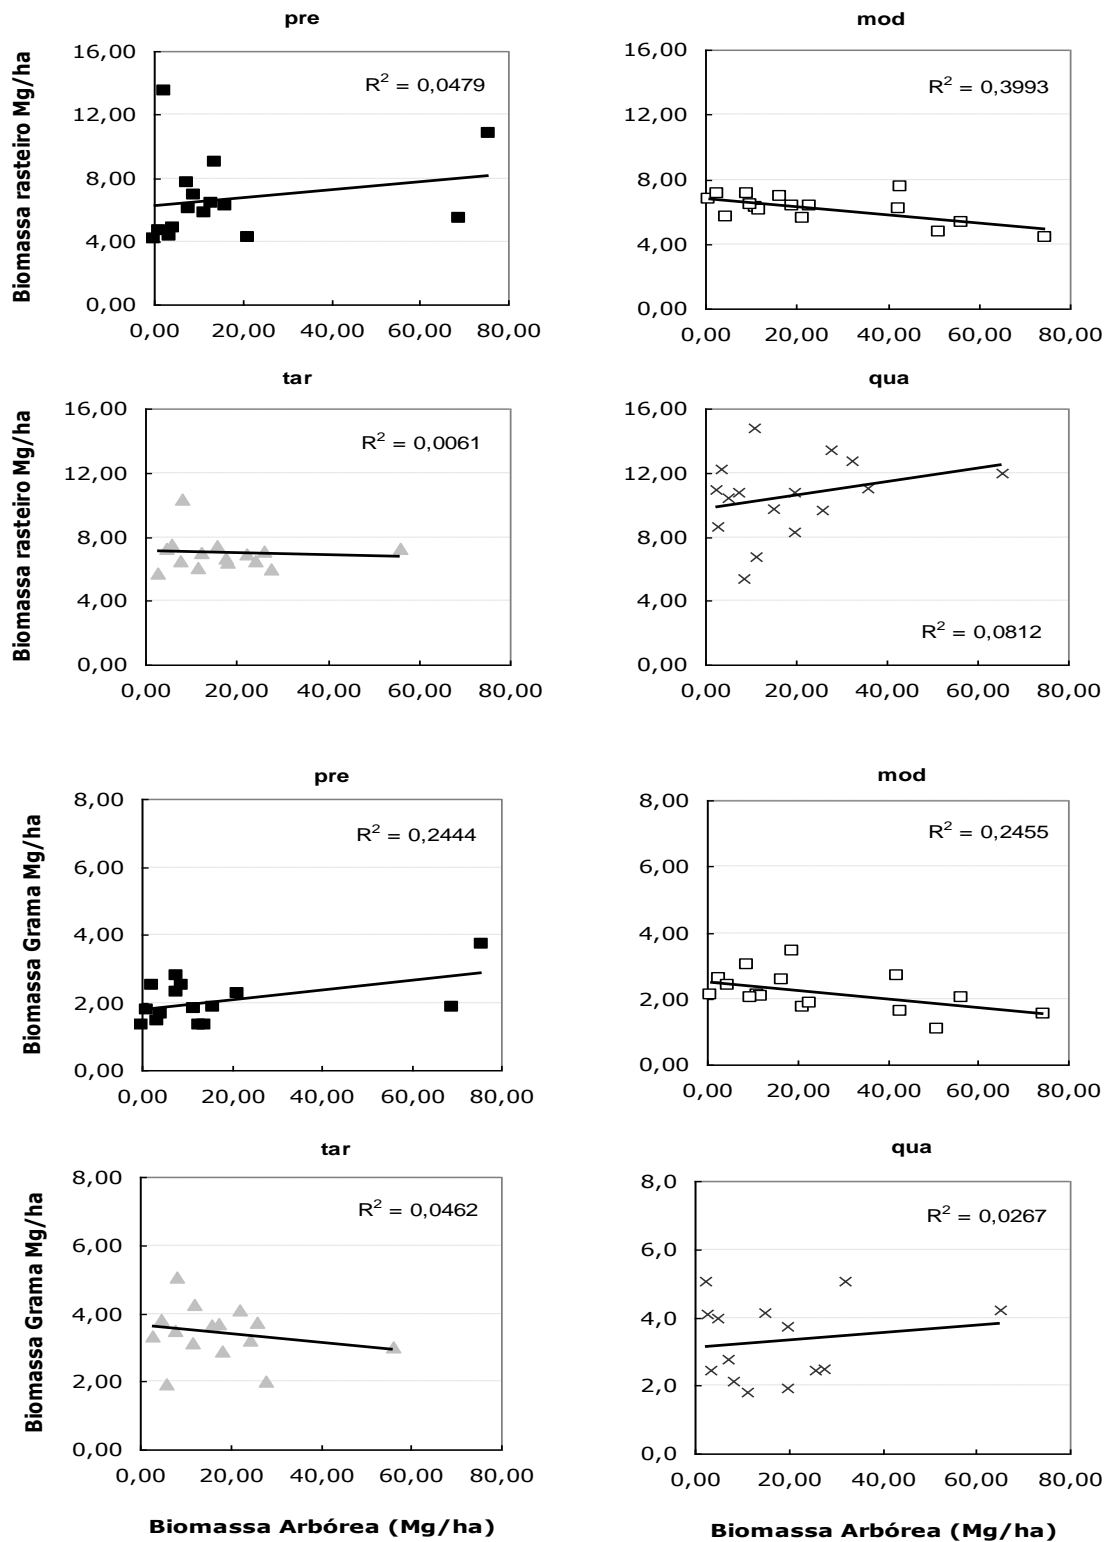 pre
mod
16,00
12,00
8,00
4,00
0,00
Biomassa rasteiro Mg/ha
R² = 0,0479
0,00 20,00 40,00 60,00 80,00
16,00
12,00
8,00
4,00
0,00
R² = 0,3993
0,00 20,00 40,00 60,00 80,00
tar
qua
16,00
12,00
8,00
4,00
0,00
Biomassa rasteiro Mg/ha
R² = 0,0061
0,00 20,00 40,00 60,00 80,00
16,00
12,00
8,00
4,00
0,00
R² = 0,0812
0,00 20,00 40,00 60,00 80,00
pre
mod
8,00
6,00
4,00
2,00
0,00
Biomassa Grama Mg/ha
R² = 0,2444
0,00 20,00 40,00 60,00 80,00
8,00
6,00
4,00
2,00
0,00
R² = 0,2455
0,00 20,00 40,00 60,00 80,00
tar
qua
8,00
6,00
4,00
2,00
0,00
Biomassa Grama Mg/ha
R² = 0,0462
0,00 20,00 40,00 60,00 80,00
Biomassa Arbórea (Mg/ha)
8,0
6,0
4,0
2,0
0,0
R² = 0,0267
0,00 20,00 40,00 60,00 80,00
Biomassa Arbórea (Mg/ha)